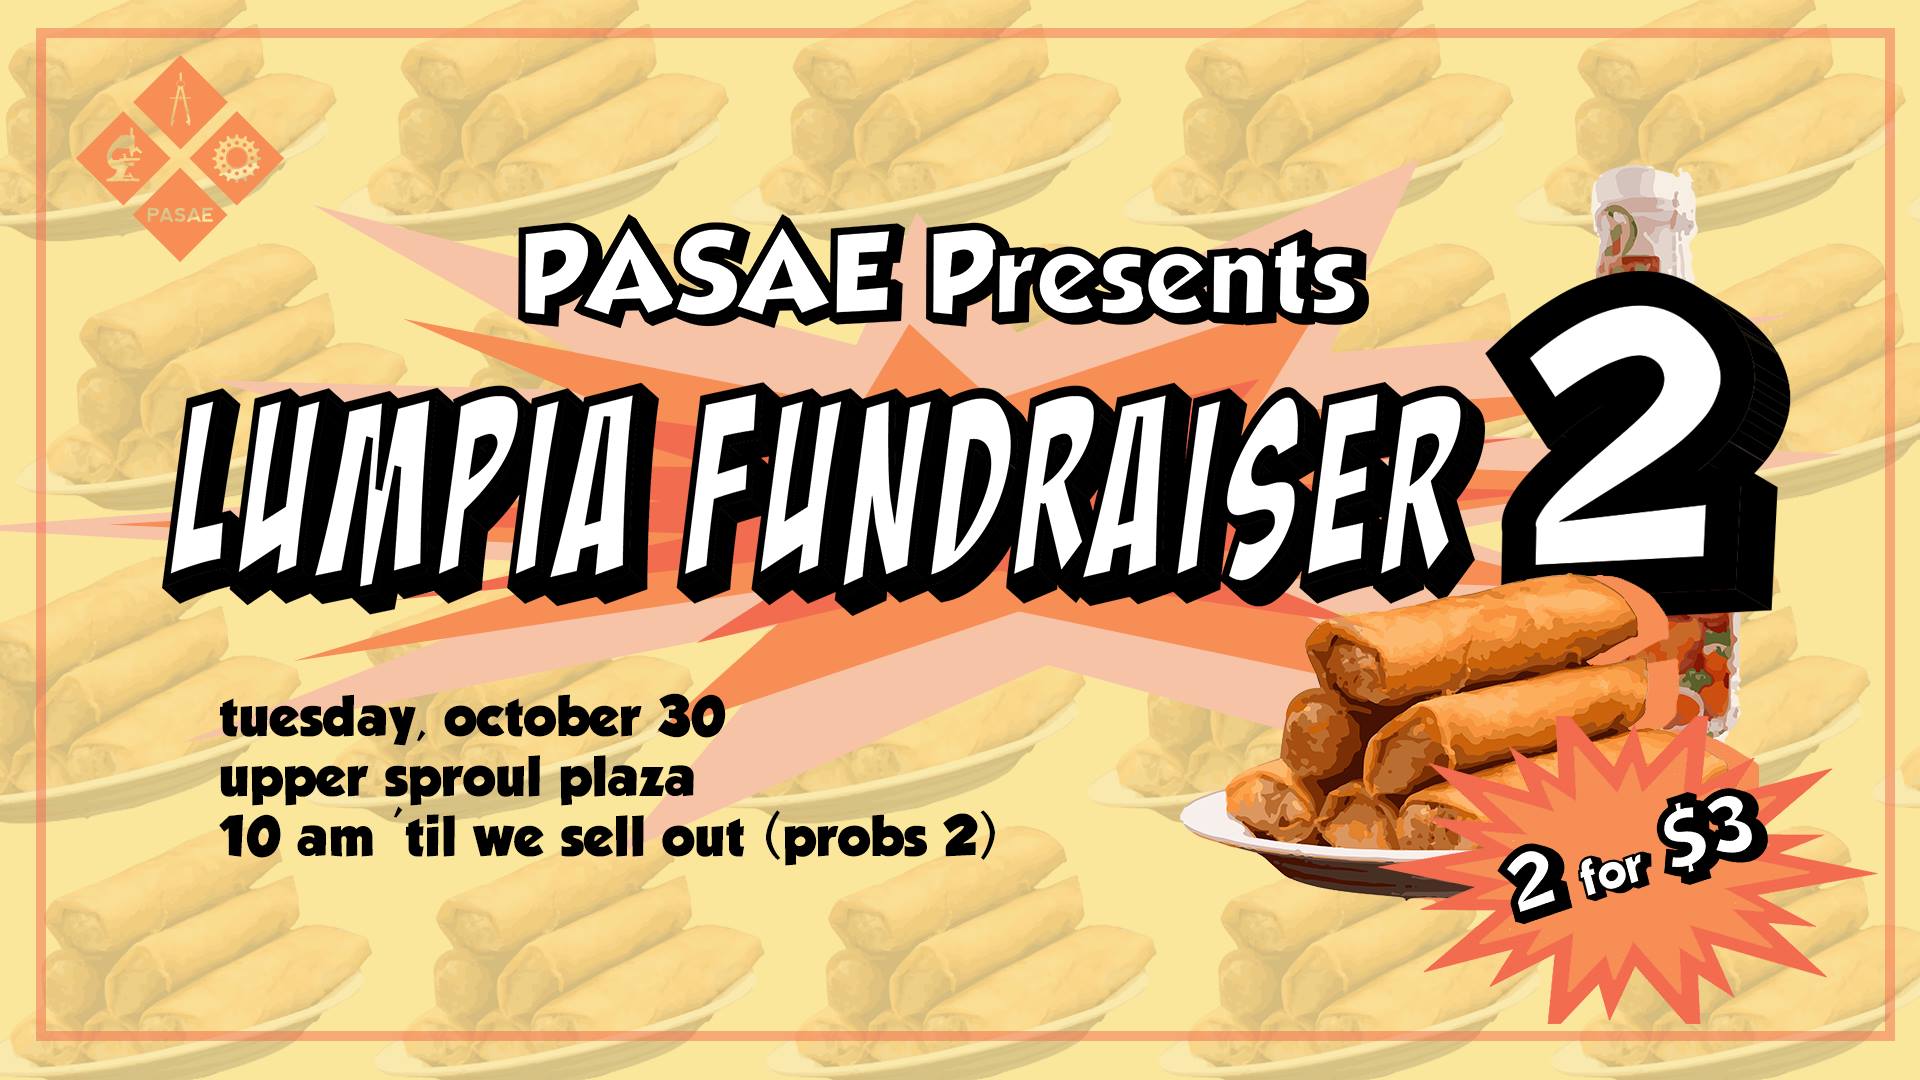 PASAE
PASAE Presents
LUMPIA FUNDRAISER 2
tuesday, october 30
upper sproul plaza
10 am 'til we sell out (probs 2)
2 for $3